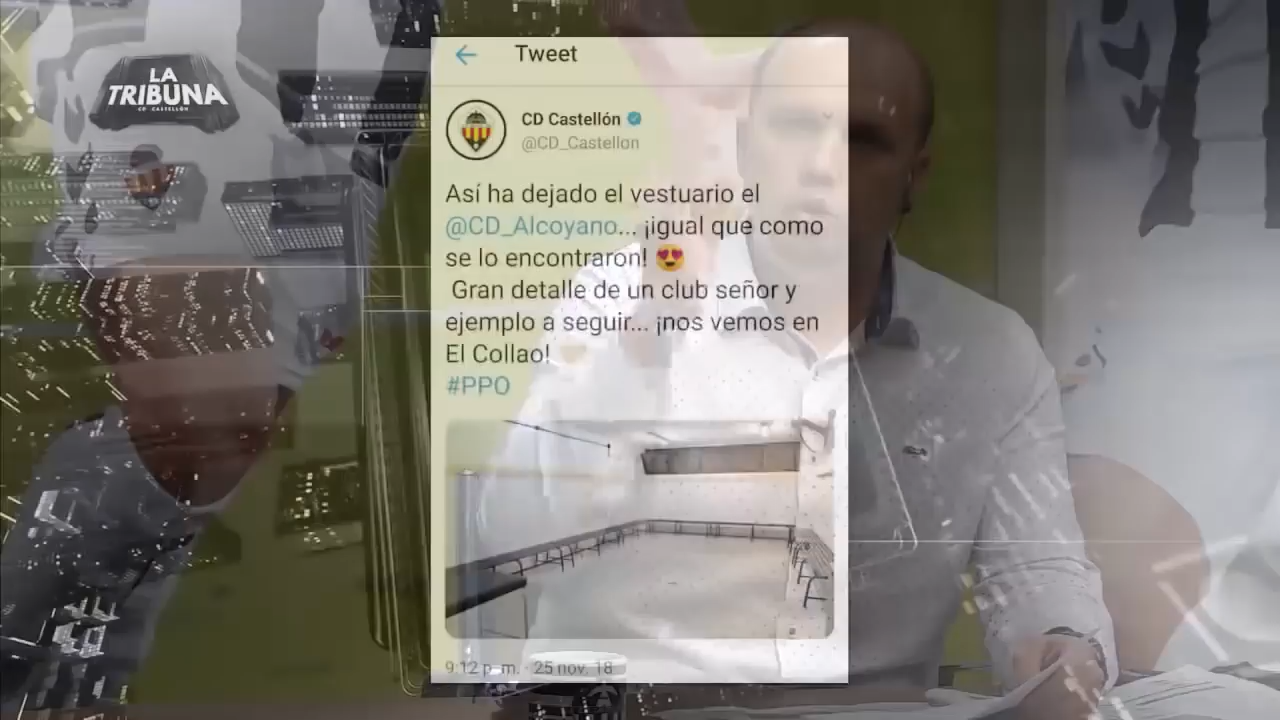 LA
TRIBUNA
CD CASTELLÓN
Tweet
CD Castellón
@CD_Castellon
Así ha dejado el vestuario el
@CD_Alcoyano... ¡igual que como
se lo encontraron! 😍
Gran detalle de un club señor y
ejemplo a seguir... ¡nos vemos en
El Collao!
#PPO
9:12 p. m. · 25 nov. 18